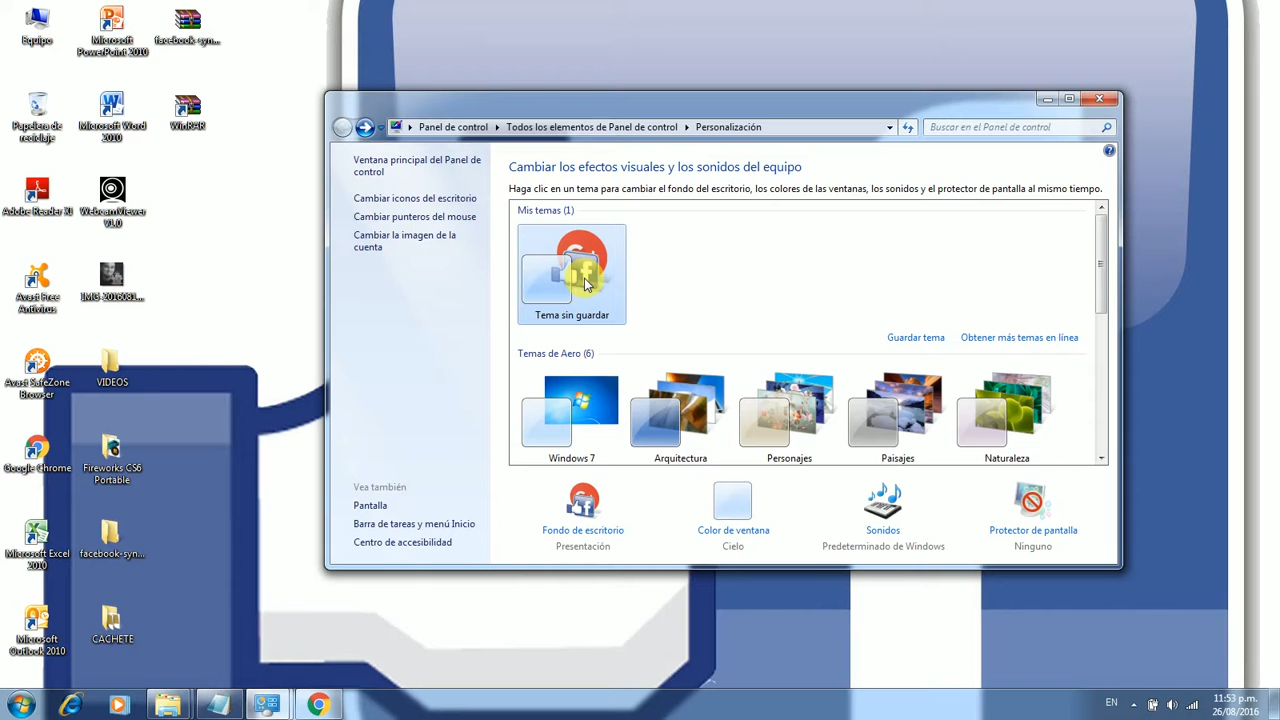 Equipo
Microsoft
PowerPoint 2010
facebook-syn...
Papelera de
reciclaje
Microsoft Word
2010
WinRAR
Adobe Reader XI
WebcamViewer
V1.0
Avast Free
Antivirus
IMG-2016081...
Avast SafeZone
Browser
VIDEOS
Google Chrome
Fireworks CS6
Portable
Microsoft Excel
2010
facebook-syn...
Microsoft
Outlook 2010
CACHETE
Panel de control
Todos los elementos de Panel de control
Personalización
Buscar en el Panel de control
Ventana principal del Panel de
control
Cambiar iconos del escritorio
Cambiar punteros del mouse
Cambiar la imagen de la
cuenta
Vea también
Pantalla
Barra de tareas y menú Inicio
Centro de accesibilidad
Cambiar los efectos visuales y los sonidos del equipo
Haga clic en un tema para cambiar el fondo del escritorio, los colores de las ventanas, los sonidos y el protector de pantalla al mismo tiempo.
Mis temas (1)
Tema sin guardar
Guardar tema
Obtener más temas en línea
Temas de Aero (6)
Windows 7
Arquitectura
Personajes
Paisajes
Naturaleza
Fondo de escritorio
Presentación
Color de ventana
Cielo
Sonidos
Predeterminado de Windows
Protector de pantalla
Ninguno
EN
11:53 p.m.
26/08/2016